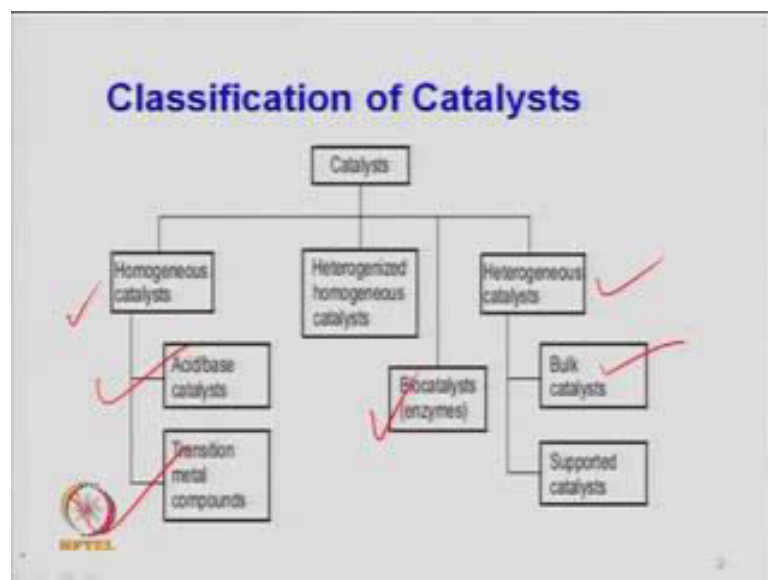 Classification of Catalysts
Catalysts
Homogeneous
catalysts
Heterogenized
homogeneous
catalysts
Heterogeneous
catalysts
Acid/base
catalysts
Biocatalysts
(enzymes)
Bulk
catalysts
Transition
metal
compounds
Supported
catalysts
NPTEL
2